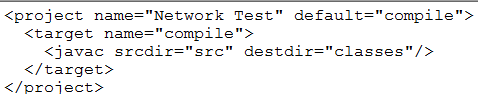 <project name="Network Test" default="compile">
  <target name="compile">
    <javac srcdir="src" destdir="classes"/>
  </target>
</project>